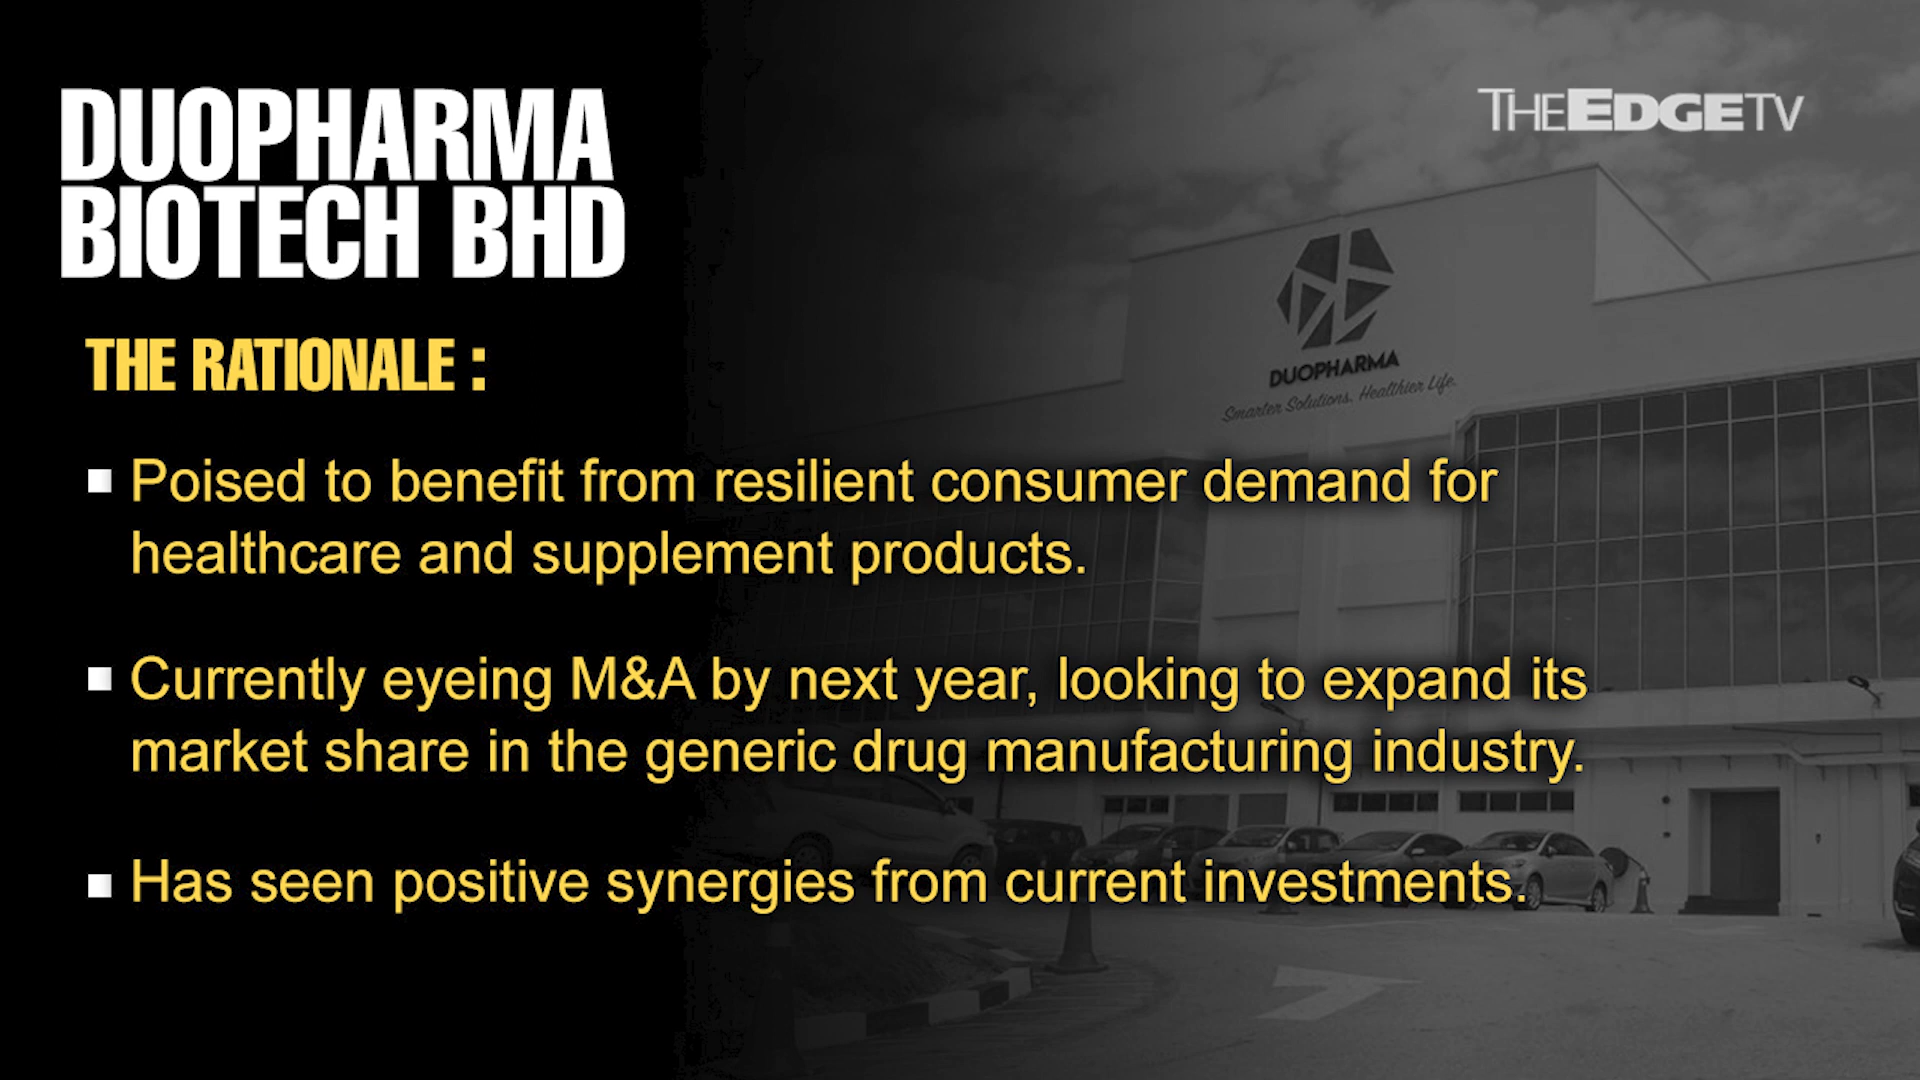 DUOPHARMA
BIOTECH BHD
THEEDGETV
DUOPHARMA
Smarter Solutions. Healthier Life.
THE RATIONALE :
Poised to benefit from resilient consumer demand for
healthcare and supplement products.
Currently eyeing M&A by next year, looking to expand its
market share in the generic drug manufacturing industry.
Has seen positive synergies from current investments.